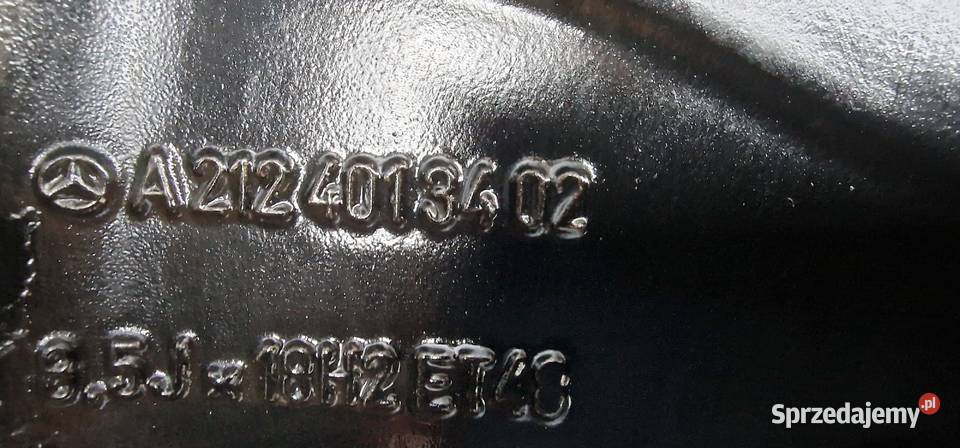 A 212 401 34 02
8,5J x 18H2 ET48
Sprzedajemy.pl